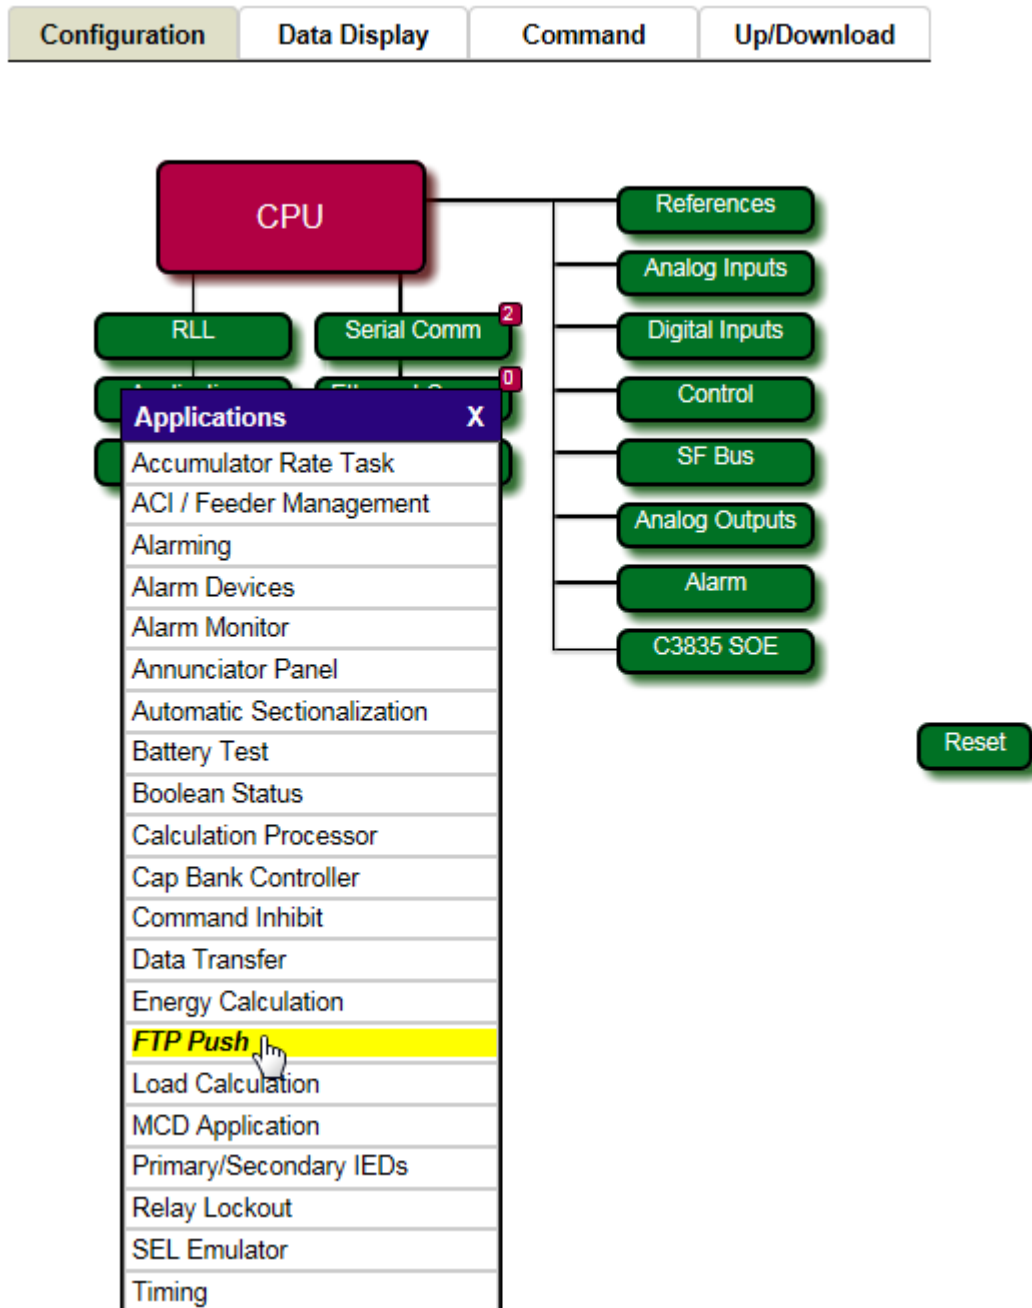 Configuration
Data Display
Command
Up/Download
CPU
References
Analog Inputs
RLL
Serial Comm
2
Digital Inputs
0
Control
Applications X
Accumulator Rate Task
SF Bus
ACI / Feeder Management
Analog Outputs
Alarming
Alarm Devices
Alarm
Alarm Monitor
C3835 SOE
Annunciator Panel
Automatic Sectionalization
Battery Test
Reset
Boolean Status
Calculation Processor
Cap Bank Controller
Command Inhibit
Data Transfer
Energy Calculation
FTP Push
Load Calculation
MCD Application
Primary/Secondary IEDs
Relay Lockout
SEL Emulator
Timing